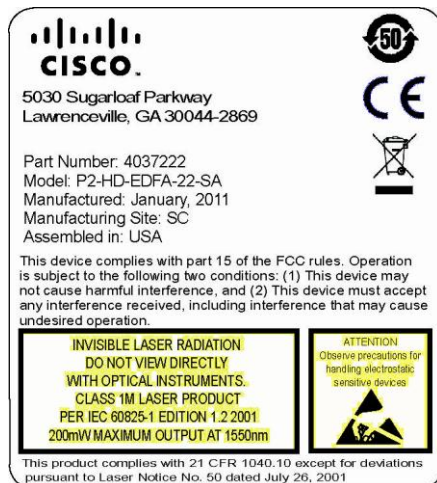 50
CISCO™
CE
5030 Sugarloaf Parkway
Lawrenceville, GA 30044-2869
Part Number: 4037222
Model: P2-HD-EDFA-22-SA
Manufactured: January, 2011
Manufacturing Site: SC
Assembled in: USA
This device complies with part 15 of the FCC rules. Operation
is subject to the following two conditions: (1) This device may
not cause harmful interference, and (2) This device must accept
any interference received, including interference that may cause
undesired operation.
INVISIBLE LASER RADIATION
DO NOT VIEW DIRECTLY
WITH OPTICAL INSTRUMENTS.
CLASS 1M LASER PRODUCT
PER IEC 60825-1 EDITION 1.2 2001
200mW MAXIMUM OUTPUT AT 1550nm
ATTENTION
Observe precautions for
handling electrostatic
sensitive devices
This product complies with 21 CFR 1040.10 except for deviations
pursuant to Laser Notice No. 50 dated July 26, 2001